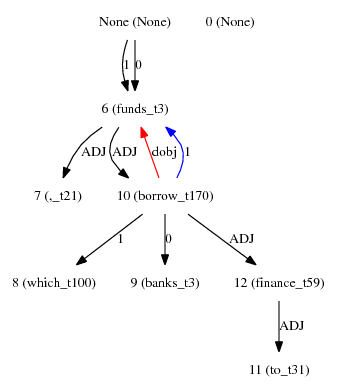 None (None) 0 (None)
1 0
6 (funds_t3)
ADJ ADJ dobj 1
7 (,_t21) 10 (borrow_t170)
1 0 ADJ
8 (which_t100) 9 (banks_t3) 12 (finance_t59)
ADJ
11 (to_t31)